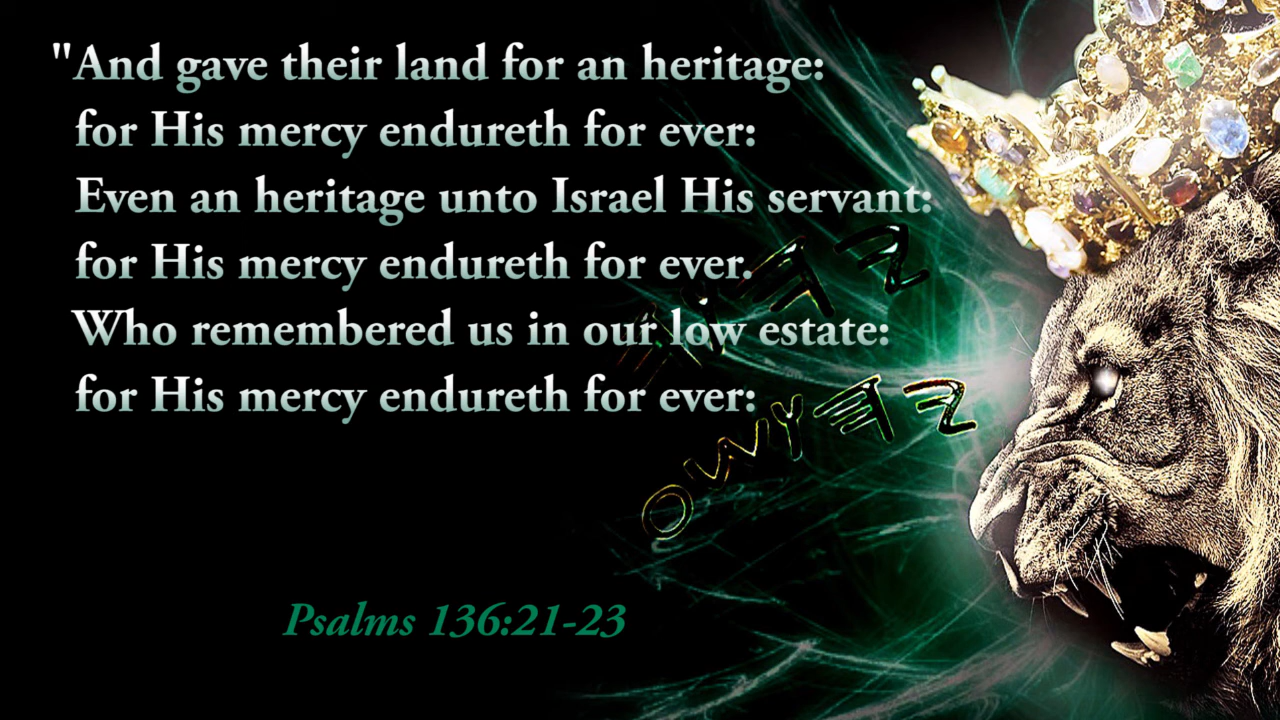 "And gave their land for an heritage:
for His mercy endureth for ever:
Even an heritage unto Israel His servant:
for His mercy endureth for ever.
Who remembered us in our low estate:
for His mercy endureth for ever:
𐤉𐤄𐤅𐤄
𐤉𐤄𐤅𐤔𐤏
Psalms 136:21-23